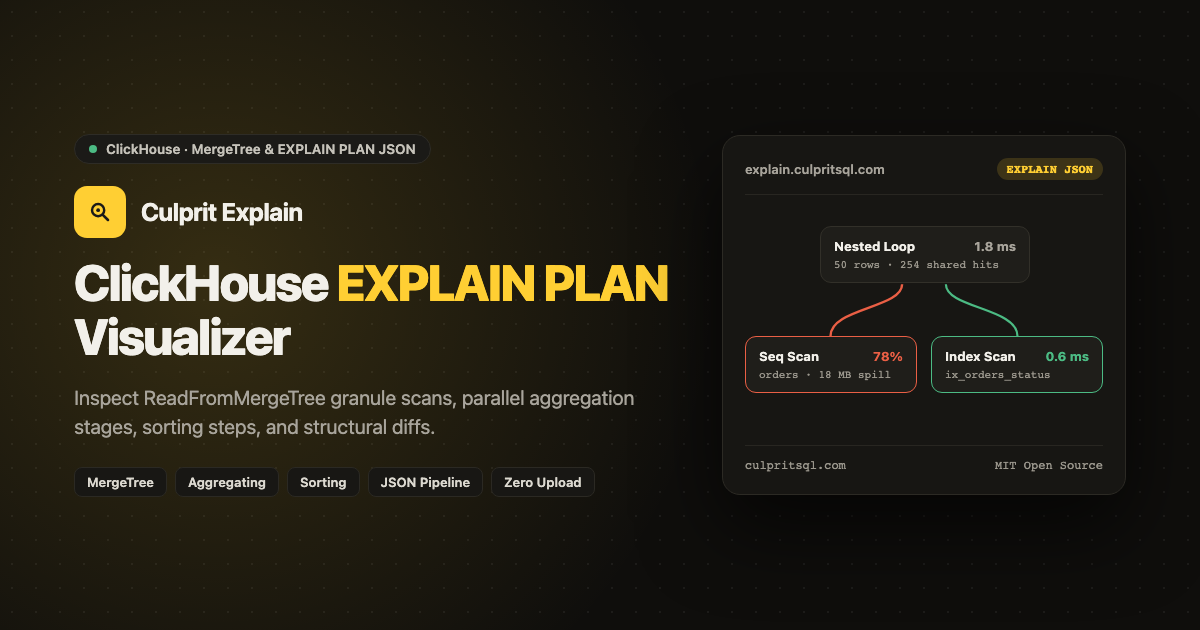 ClickHouse · MergeTree & EXPLAIN PLAN JSON
Culprit Explain
ClickHouse EXPLAIN PLAN
Visualizer
Inspect ReadFromMergeTree granule scans, parallel aggregation
stages, sorting steps, and structural diffs.
MergeTree
Aggregating
Sorting
JSON Pipeline
Zero Upload
explain.culpritsql.com
EXPLAIN JSON
Nested Loop
1.8 ms
50 rows · 254 shared hits
Seq Scan
78%
orders · 18 MB spill
Index Scan
0.6 ms
ix_orders_status
culpritsql.com
MIT Open Source